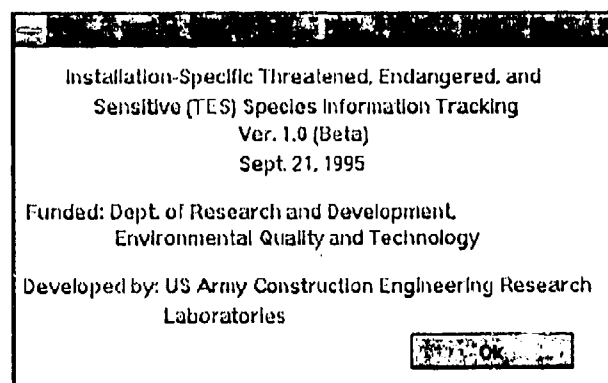 Installation-Specific Threatened, Endangered, and
Sensitive (TES) Species Information Tracking
Ver. 1.0 (Beta)
Sept. 21, 1995
Funded: Dept. of Research and Development,
Environmental Quality and Technology
Developed by: US Army Construction Engineering Research
Laboratories
Ok